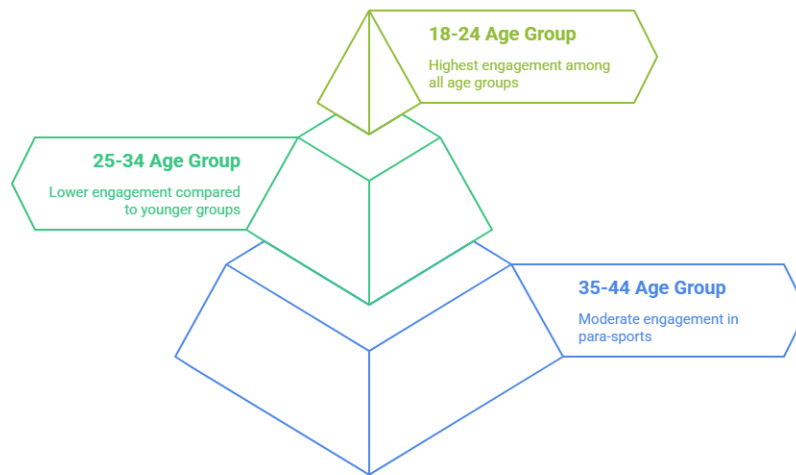 18-24 Age Group
Highest engagement among
all age groups
25-34 Age Group
Lower engagement compared
to younger groups
35-44 Age Group
Moderate engagement in
para-sports